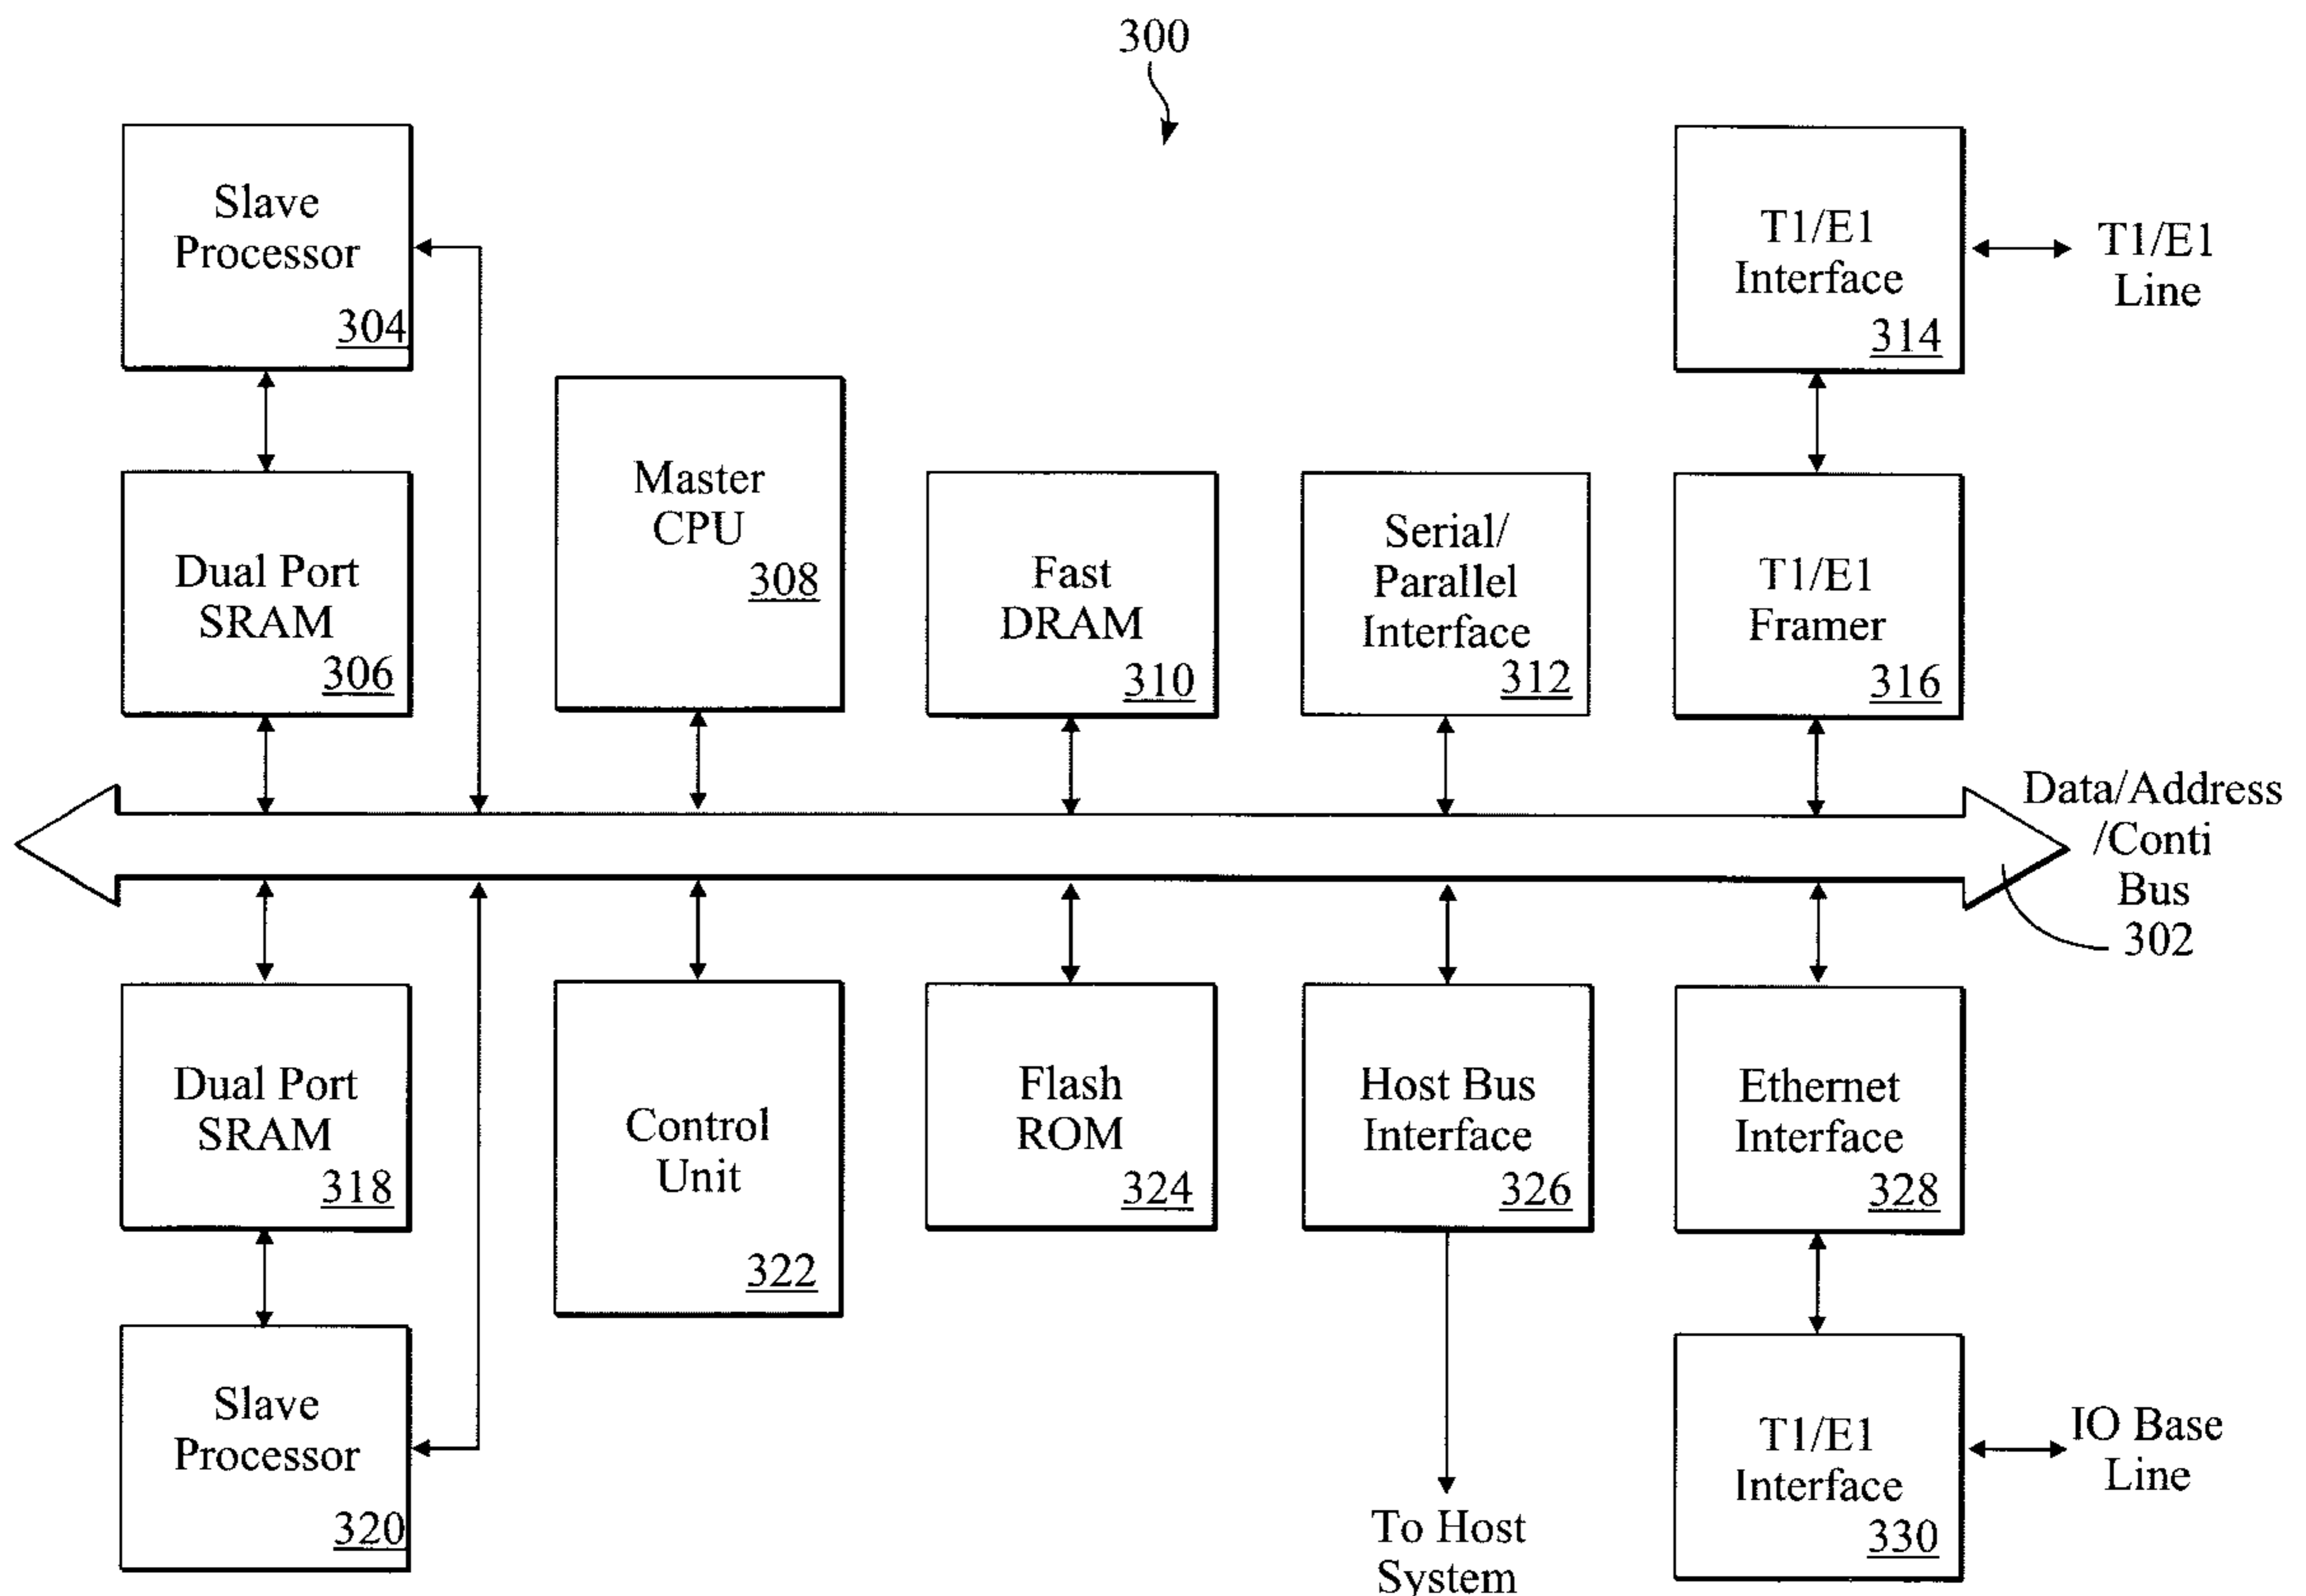 300
Slave
Processor
304
T1/E1
Interface
314
T1/E1
Line
Dual Port
SRAM
306
Master
CPU
308
Fast
DRAM
310
Serial/
Parallel
Interface
312
T1/E1
Framer
316
Data/Address
/Conti
Bus
302
Dual Port
SRAM
318
Control
Unit
322
Flash
ROM
324
Host Bus
Interface
326
Ethernet
Interface
328
Slave
Processor
320
To Host
System
T1/E1
Interface
330
IO Base
Line